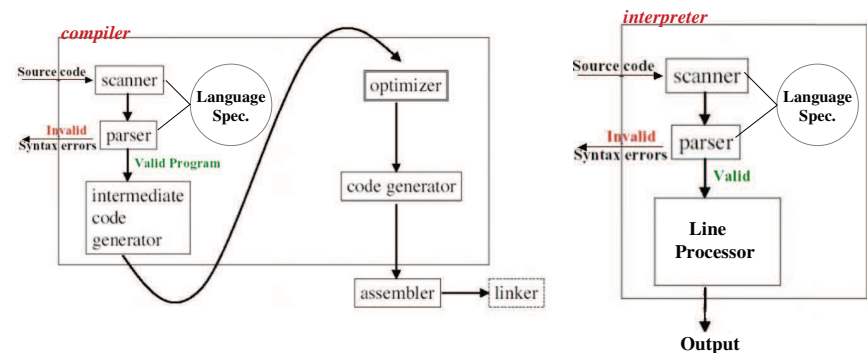 compiler
Source code
scanner
Language
Spec.
Invalid
Syntax errors
parser
Valid Program
intermediate
code
generator
optimizer
code generator
assembler
linker
interpreter
Source code
scanner
Language
Spec.
Invalid
Syntax errors
parser
Valid
Line
Processor
Output